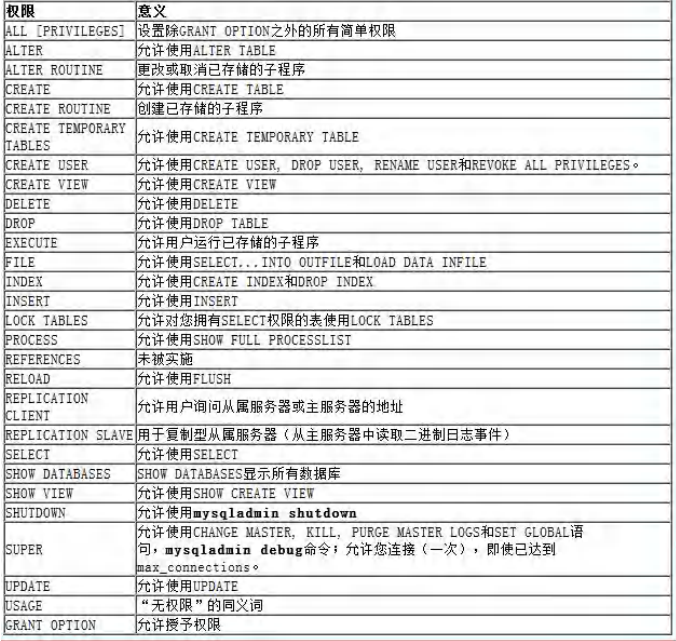 权限 意义
ALL [PRIVILEGES] 设置除GRANT OPTION之外的所有简单权限
ALTER 允许使用ALTER TABLE
ALTER ROUTINE 更改或取消已存储的子程序
CREATE 允许使用CREATE TABLE
CREATE ROUTINE 创建已存储的子程序
CREATE TEMPORARY
TABLES 允许使用CREATE TEMPORARY TABLE
CREATE USER 允许使用CREATE USER, DROP USER, RENAME USER和REVOKE ALL PRIVILEGES。
CREATE VIEW 允许使用CREATE VIEW
DELETE 允许使用DELETE
DROP 允许使用DROP TABLE
EXECUTE 允许用户运行已存储的子程序
FILE 允许使用SELECT...INTO OUTFILE和LOAD DATA INFILE
INDEX 允许使用CREATE INDEX和DROP INDEX
INSERT 允许使用INSERT
LOCK TABLES 允许对您拥有SELECT权限的表使用LOCK TABLES
PROCESS 允许使用SHOW FULL PROCESSLIST
REFERENCES 未被实施
RELOAD 允许使用FLUSH
REPLICATION
CLIENT 允许用户询问从属服务器或主服务器的地址
REPLICATION SLAVE 用于复制型从属服务器（从主服务器中读取二进制日志事件）
SELECT 允许使用SELECT
SHOW DATABASES SHOW DATABASES显示所有数据库
SHOW VIEW 允许使用SHOW CREATE VIEW
SHUTDOWN 允许使用mysqladmin shutdown
SUPER 允许使用CHANGE MASTER, KILL, PURGE MASTER LOGS和SET GLOBAL语
句，mysqladmin debug命令；允许您连接（一次），即使已达到
max_connections。
UPDATE 允许使用UPDATE
USAGE “无权限”的同义词
GRANT OPTION 允许授予权限